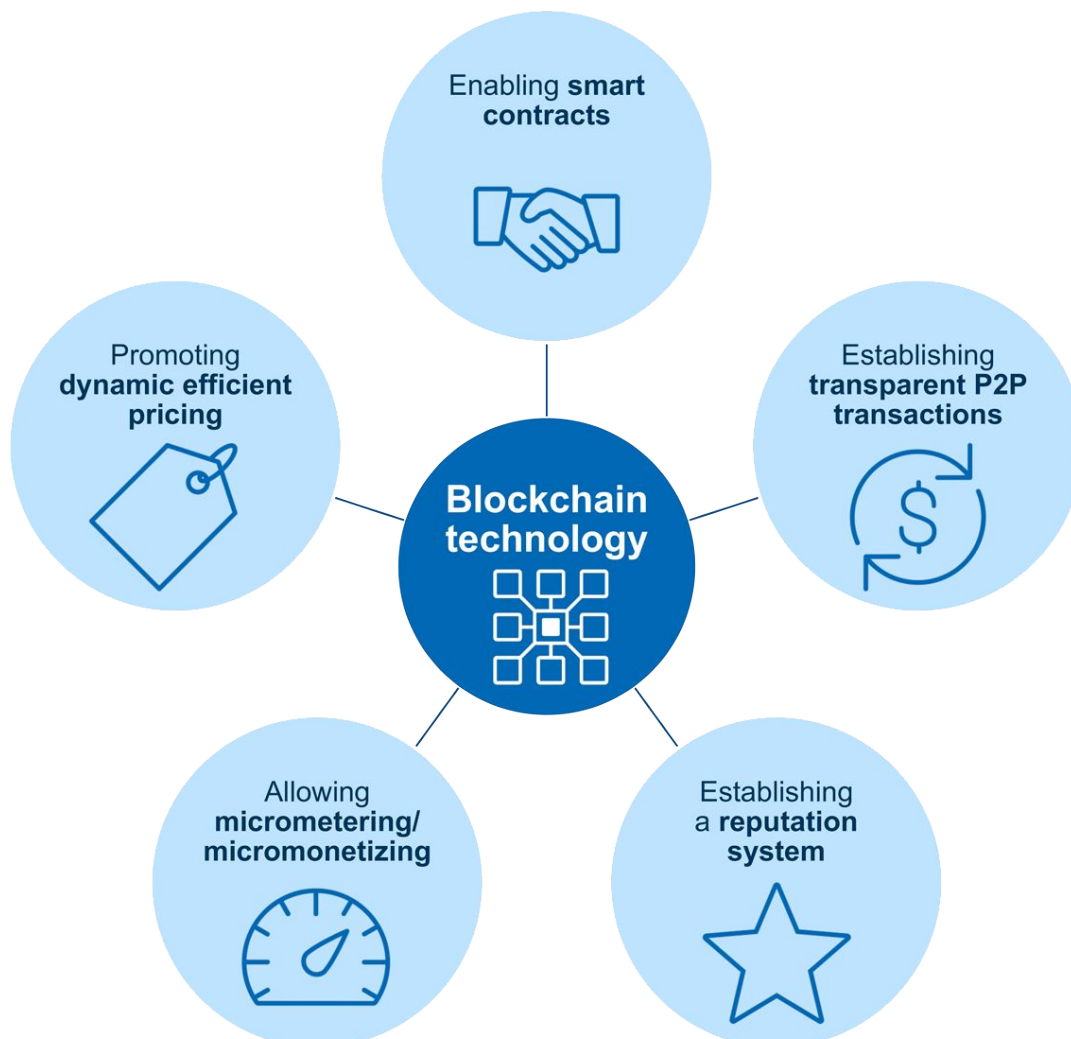 Enabling smart
contracts
Promoting
dynamic efficient
pricing
Establishing
transparent P2P
transactions
Blockchain
technology
Allowing
micrometering/
micromonetizing
Establishing
a reputation
system